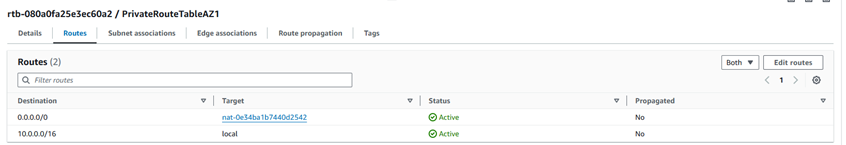 rtb-080a0fa25e3ec60a2 / PrivateRouteTableAZ1
Details Routes Subnet associations Edge associations Route propagation Tags
Routes (2)
Both Edit routes
Filter routes
1
Destination Target Status Propagated
0.0.0.0/0 nat-0e34ba1b7440d2542 Active No
10.0.0.0/16 local Active No